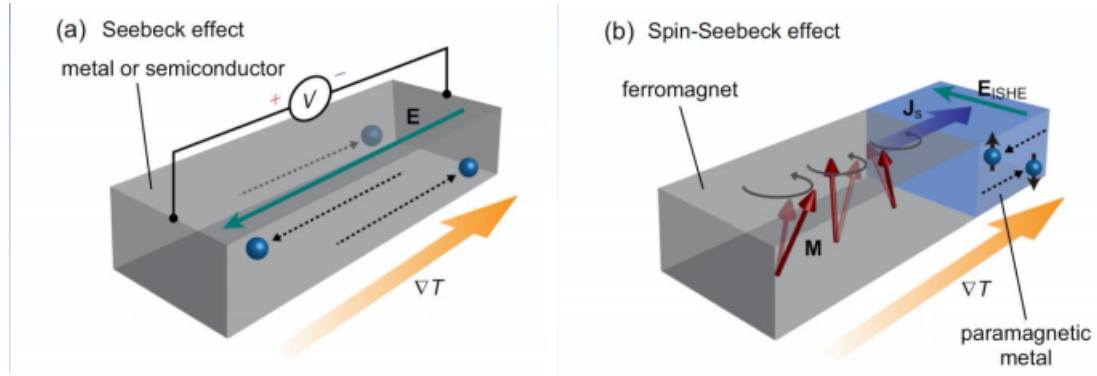 (a) Seebeck effect
metal or semiconductor
+ V −
E
∇T
(b) Spin-Seebeck effect
ferromagnet
E_ISHE
J_s
M
∇T
paramagnetic
metal